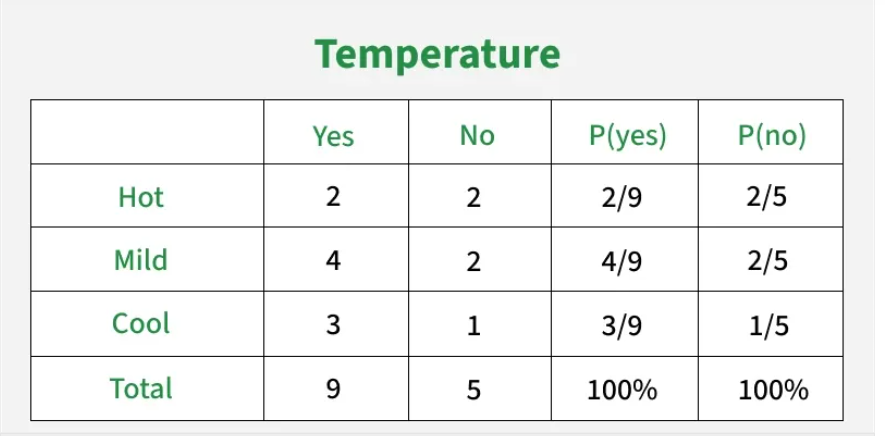 Temperature
Yes No P(yes) P(no)
Hot 2 2 2/9 2/5
Mild 4 2 4/9 2/5
Cool 3 1 3/9 1/5
Total 9 5 100% 100%